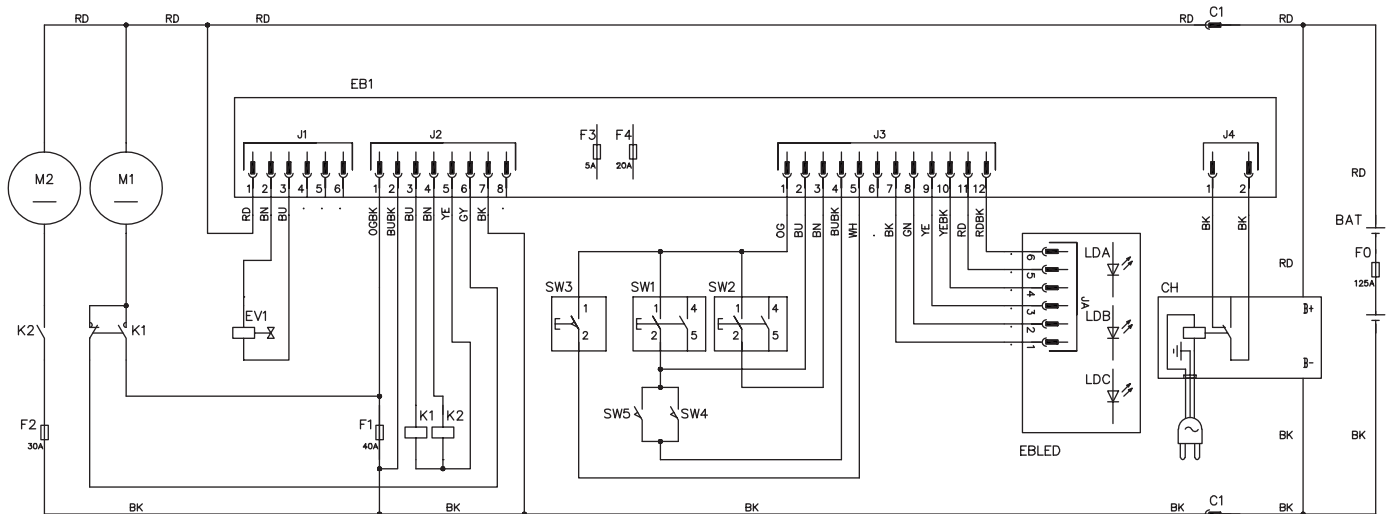 RD RD RD RD C1 RD
EB1
J1 J2 F3 F4 J3 J4
5A 20A
M2 M1
1 2 3 4 5 6 1 2 3 4 5 6 7 8 1 2 3 4 5 6 7 8 9 10 11 12 1 2
RD
RD BN BU . . . OGBK BUBK BU BN YE GY BK . OG BU BN BUBK WH . BK GN YE YEBK RD RDBK BK BK
BAT
F0
125A
RD
SW3 SW1 SW2
1 4 1 4
2 2 5 2 5
6 5 4 3 2 1
JA
LDA
LDB
LDC
CH
B+
B-
K2 K1 EV1
F2
30A
F1
40A
K1 K2
SW5 SW4
EBLED
BK BK
BK BK BK C1 BK